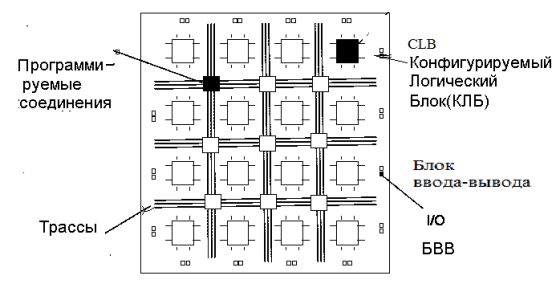 Программи-
руемые
соединения
Трассы
CLB
Конфигурируемый
Логический
Блок(КЛБ)
Блок
ввода-вывода
I/O
БВВ